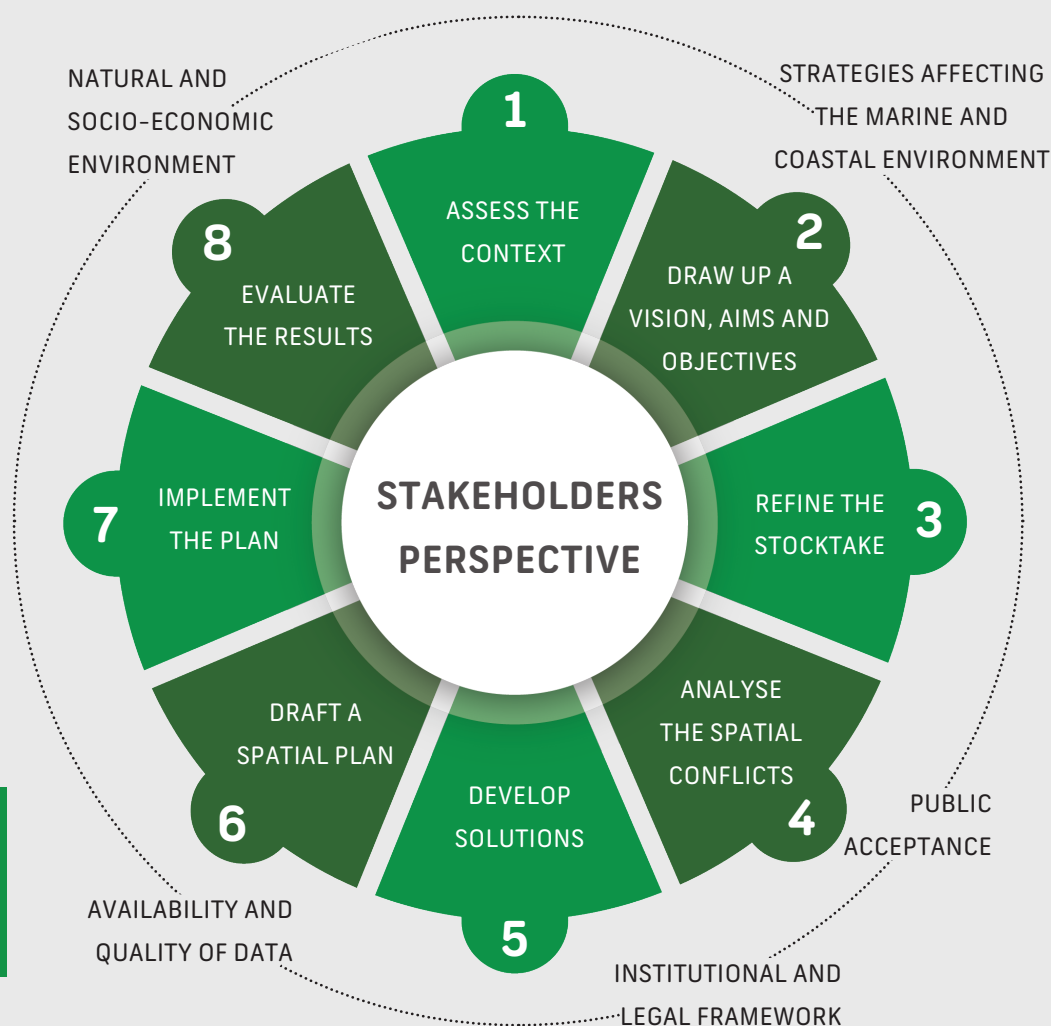 NATURAL AND
SOCIO-ECONOMIC
ENVIRONMENT
STRATEGIES AFFECTING
THE MARINE AND
COASTAL ENVIRONMENT
1
ASSESS THE
CONTEXT
2
DRAW UP A
VISION, AIMS AND
OBJECTIVES
3
REFINE THE
STOCKTAKE
4
ANALYSE
THE SPATIAL
CONFLICTS
5
DEVELOP
SOLUTIONS
6
DRAFT A
SPATIAL PLAN
7
IMPLEMENT
THE PLAN
8
EVALUATE
THE RESULTS
STAKEHOLDERS
PERSPECTIVE
PUBLIC
ACCEPTANCE
INSTITUTIONAL AND
LEGAL FRAMEWORK
AVAILABILITY AND
QUALITY OF DATA